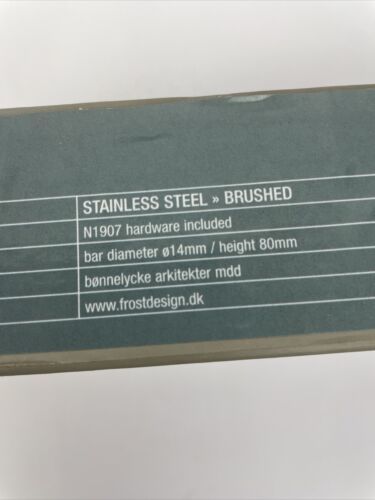 STAINLESS STEEL » BRUSHED
N1907 hardware included
bar diameter ø14mm / height 80mm
bønnelycke arkitekter mdd
www.frostdesign.dk